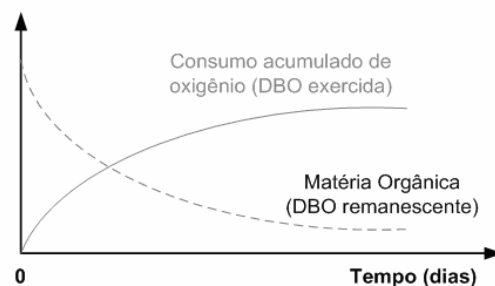 Consumo acumulado de
oxigênio (DBO exercida)
Matéria Orgânica
(DBO remanescente)
0
Tempo (dias)